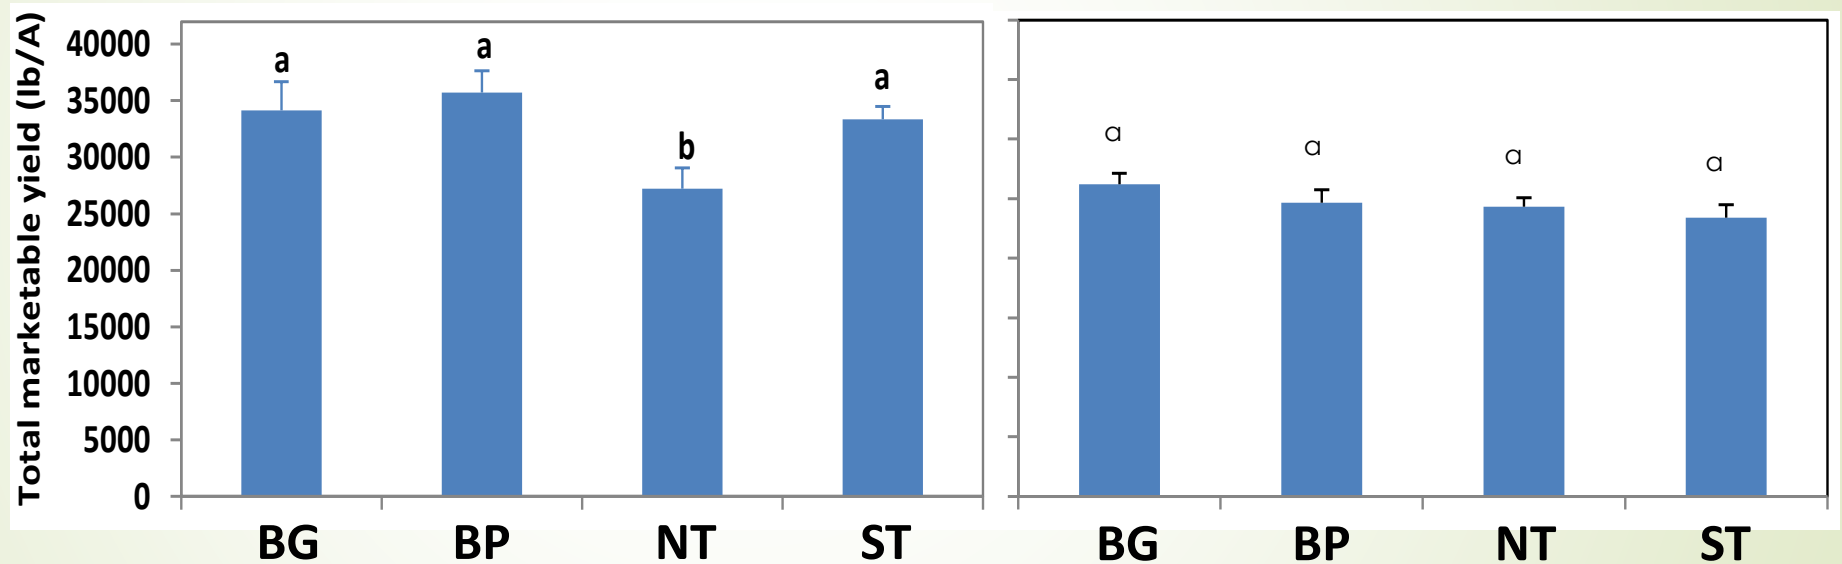 Total marketable yield (lb/A)
40000
35000
30000
25000
20000
15000
10000
5000
0
a
a
b
a
BG BP NT ST
a
a
a
a
BG BP NT ST